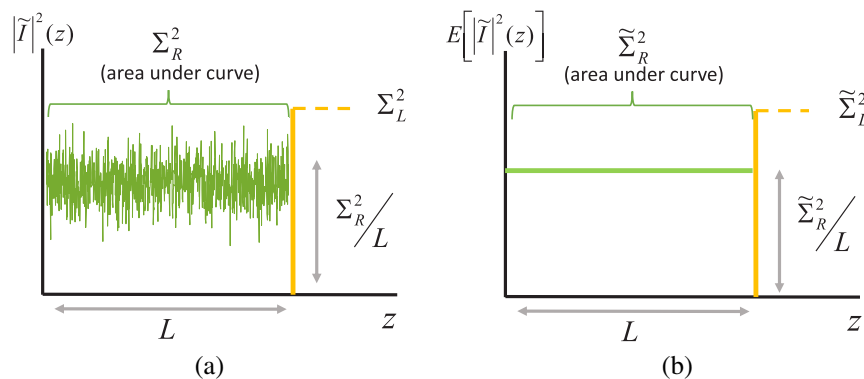 |Ĩ|²(z)
Σ²_R
(area under curve)
Σ²_L
Σ²_R/L
L
z
(a)
E[|Ĩ|²(z)]
Σ̃²_R
(area under curve)
Σ̃²_L
Σ̃²_R/L
L
z
(b)